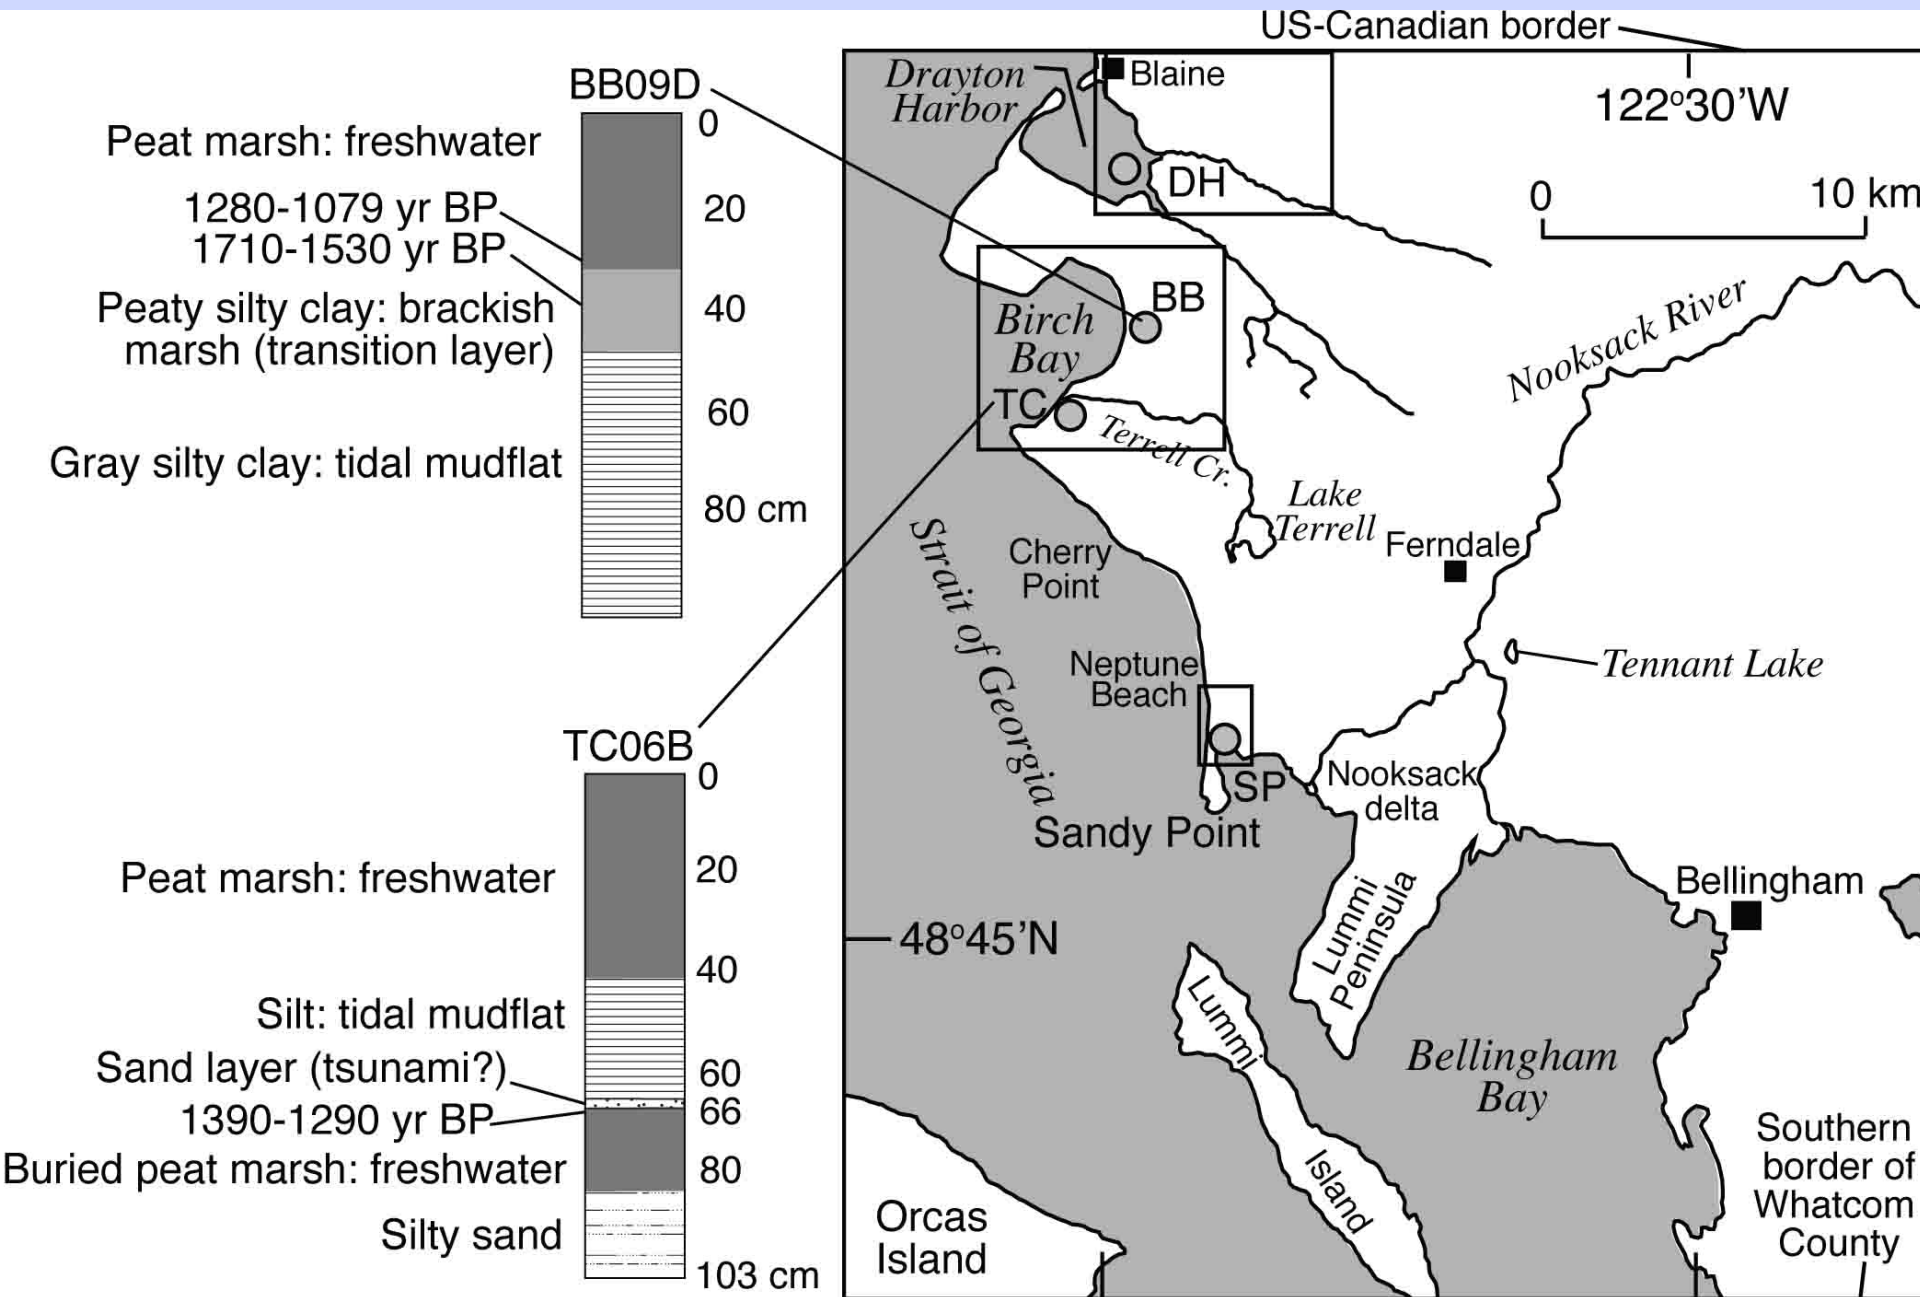 US-Canadian border
BB09D
0
Peat marsh: freshwater
1280-1079 yr BP
20
1710-1530 yr BP
Peaty silty clay: brackish
marsh (transition layer)
40
60
Gray silty clay: tidal mudflat
80 cm
TC06B
0
Peat marsh: freshwater
20
40
Silt: tidal mudflat
Sand layer (tsunami?)
60
1390-1290 yr BP
66
Buried peat marsh: freshwater
80
Silty sand
103 cm
Drayton
Harbor
Blaine
122°30'W
DH
0
10 km
BB
Birch
Bay
TC
Terrell Cr.
Nooksack River
Lake
Terrell
Ferndale
Cherry
Point
Strait of Georgia
Neptune
Beach
Tennant Lake
SP
Sandy Point
Nooksack
delta
Bellingham
Lummi
Peninsula
48°45'N
Lummi
Island
Bellingham
Bay
Orcas
Island
Southern
border of
Whatcom
County